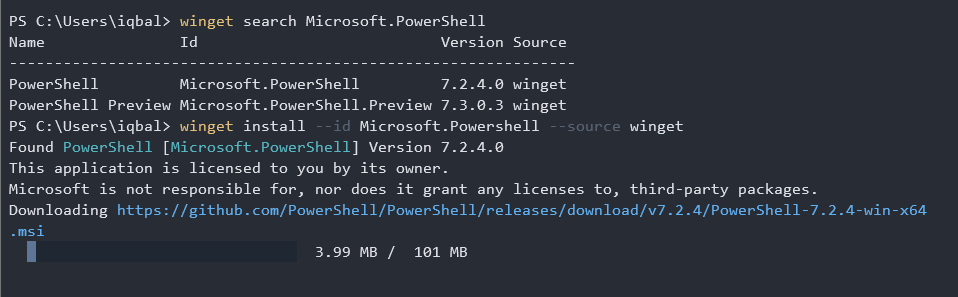 PS C:\Users\iqbal> winget search Microsoft.PowerShell
Name               Id                           Version Source
---------------------------------------------------------------
PowerShell         Microsoft.PowerShell         7.2.4.0 winget
PowerShell Preview Microsoft.PowerShell.Preview 7.3.0.3 winget
PS C:\Users\iqbal> winget install --id Microsoft.Powershell --source winget
Found PowerShell [Microsoft.PowerShell] Version 7.2.4.0
This application is licensed to you by its owner.
Microsoft is not responsible for, nor does it grant any licenses to, third-party packages.
Downloading https://github.com/PowerShell/PowerShell/releases/download/v7.2.4/PowerShell-7.2.4-win-x64
.msi
3.99 MB /  101 MB